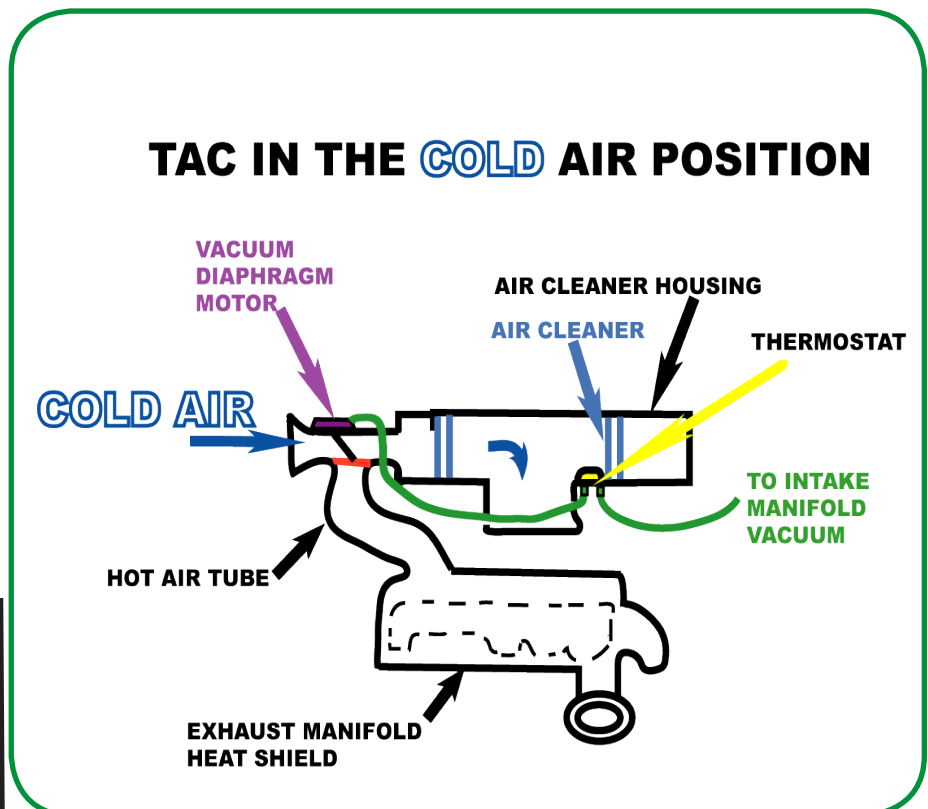 TAC IN THE COLD AIR POSITION
VACUUM
DIAPHRAGM
MOTOR
AIR CLEANER HOUSING
AIR CLEANER
THERMOSTAT
COLD AIR
TO INTAKE
MANIFOLD
VACUUM
HOT AIR TUBE
EXHAUST MANIFOLD
HEAT SHIELD